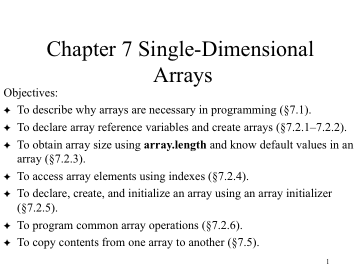 Chapter 7 Single-Dimensional
Arrays
Objectives:
✦ To describe why arrays are necessary in programming (§7.1).
✦ To declare array reference variables and create arrays (§7.2.1–7.2.2).
✦ To obtain array size using array.length and know default values in an
array (§7.2.3).
✦ To access array elements using indexes (§7.2.4).
✦ To declare, create, and initialize an array using an array initializer
(§7.2.5).
✦ To program common array operations (§7.2.6).
✦ To copy contents from one array to another (§7.5).
1